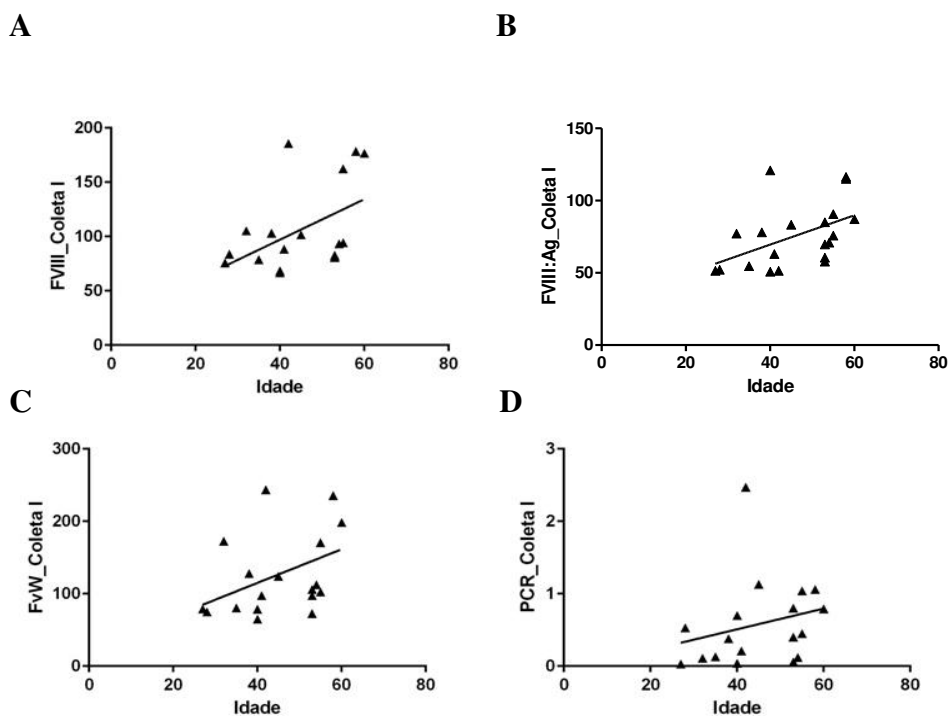 A
B
FVIII_Coleta I
200
150
100
50
0
0 20 40 60 80
Idade
FVIII:Ag_Coleta I
150
100
50
0
0 20 40 60 80
Idade
C
D
FvW_Coleta I
300
200
100
0
0 20 40 60 80
Idade
PCR_Coleta I
3
2
1
0
0 20 40 60 80
Idade